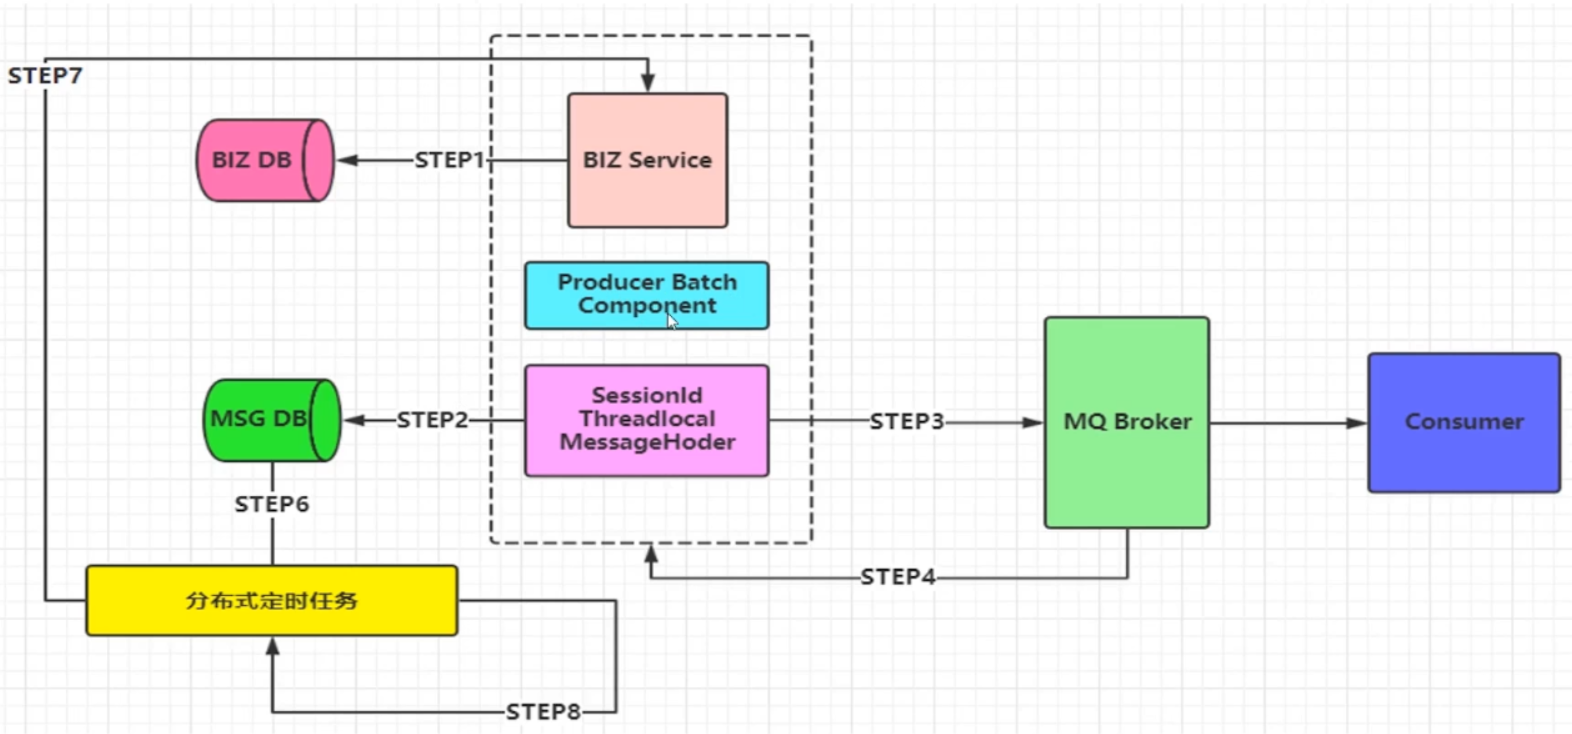 STEP7
BIZ DB
STEP1
BIZ Service
Producer Batch
Component
MSG DB
STEP2
SessionId
Threadlocal
MessageHoder
STEP3
MQ Broker
Consumer
STEP6
STEP4
分布式定时任务
STEP8